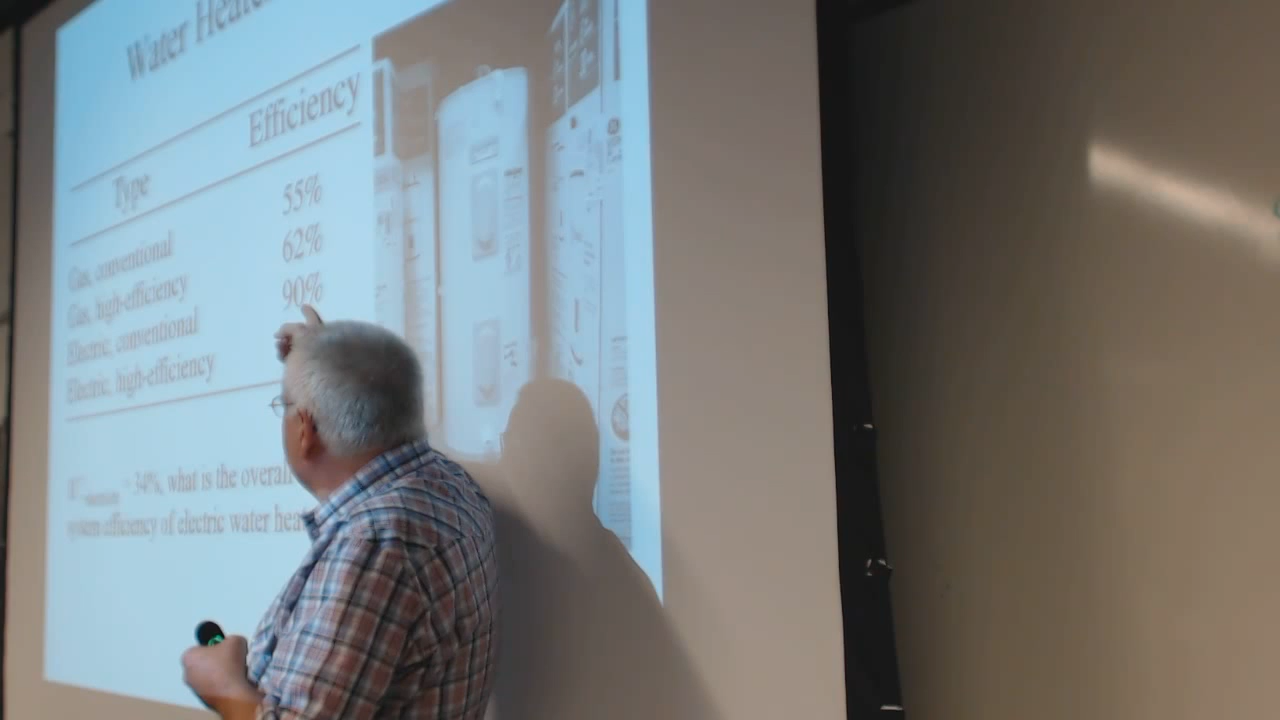 Water Heate
Type Efficiency
Gas, conventional 55%
Gas, high-efficiency 62%
Electric, conventional 90%
Electric, high-efficiency
34%, what is the overall
system efficiency of electric water heat